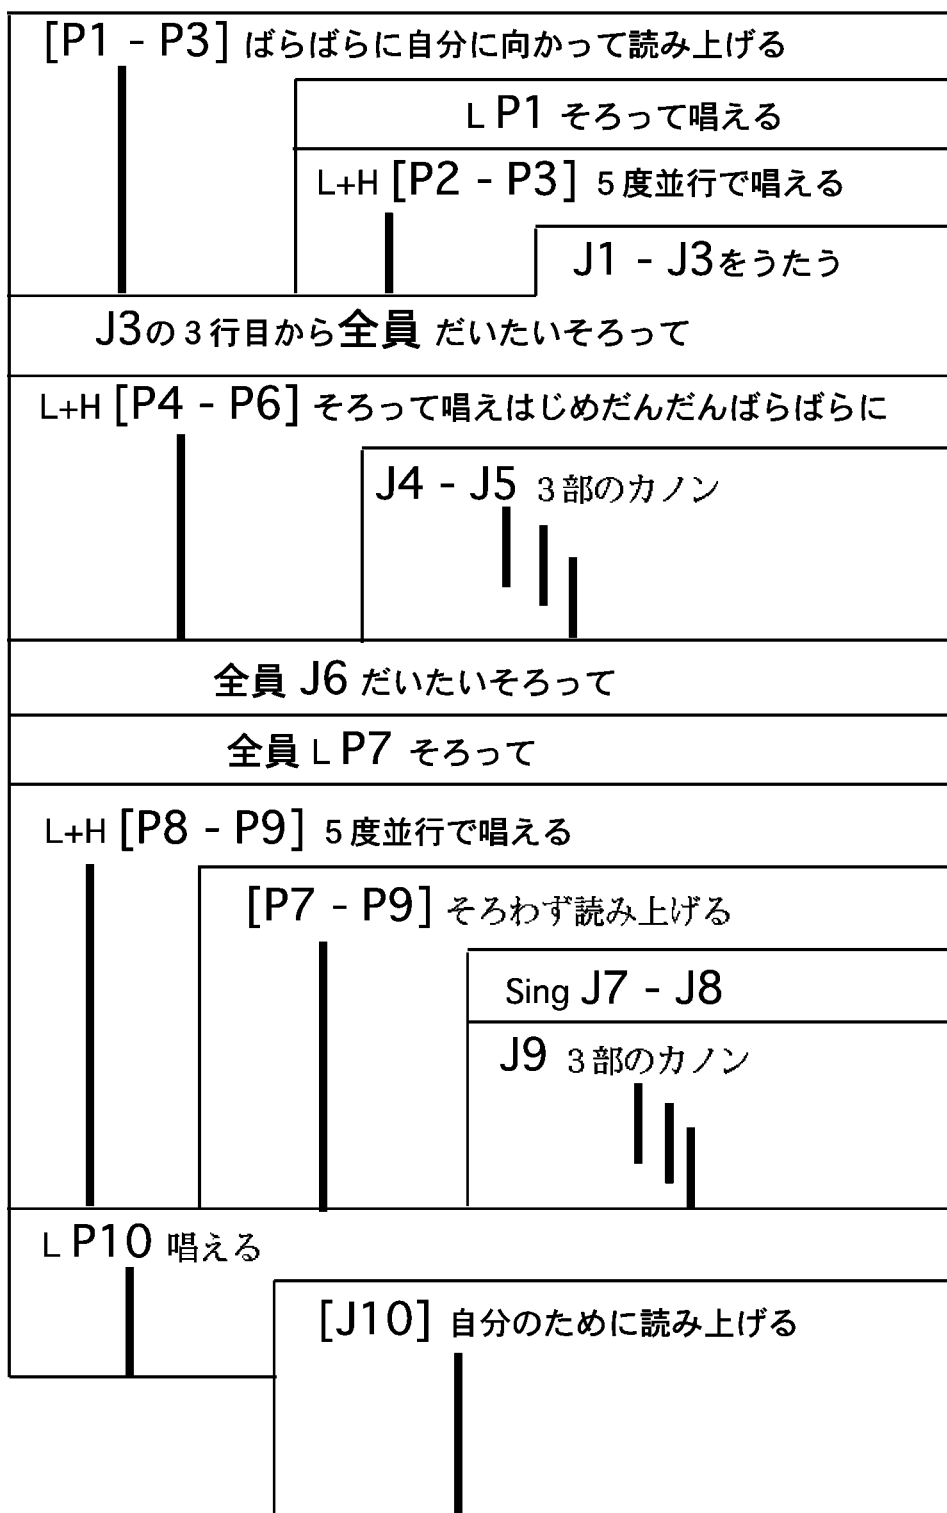 [P1 - P3] ばらばらに自分に向かって読み上げる
L P1 そろって唱える
L+H [P2 - P3] 5度並行で唱える
J1 - J3をうたう
J3の3行目から全員 だいたいそろって
L+H [P4 - P6] そろって唱えはじめだんだんばらばらに
J4 - J5 3部のカノン
全員 J6 だいたいそろって
全員 L P7 そろって
L+H [P8 - P9] 5度並行で唱える
[P7 - P9] そろわず読み上げる
Sing J7 - J8
J9 3部のカノン
L P10 唱える
[J10] 自分のために読み上げる